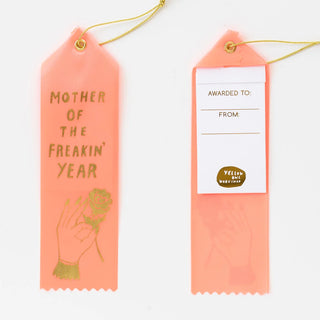 MOTHER
OF
THE
FREAKIN'
YEAR
AWARDED TO:
FROM:
YELLOW
OWL
WORKSHOP